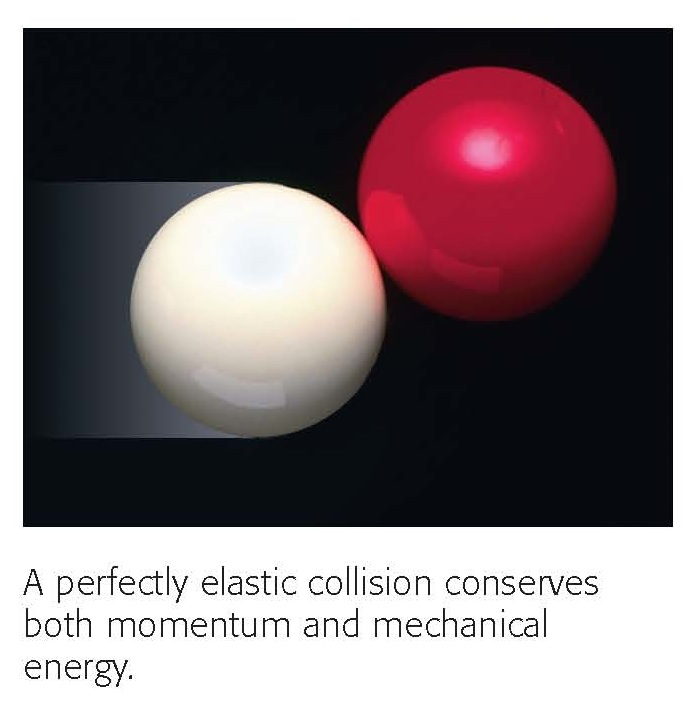 A perfectly elastic collision conserves
both momentum and mechanical
energy.